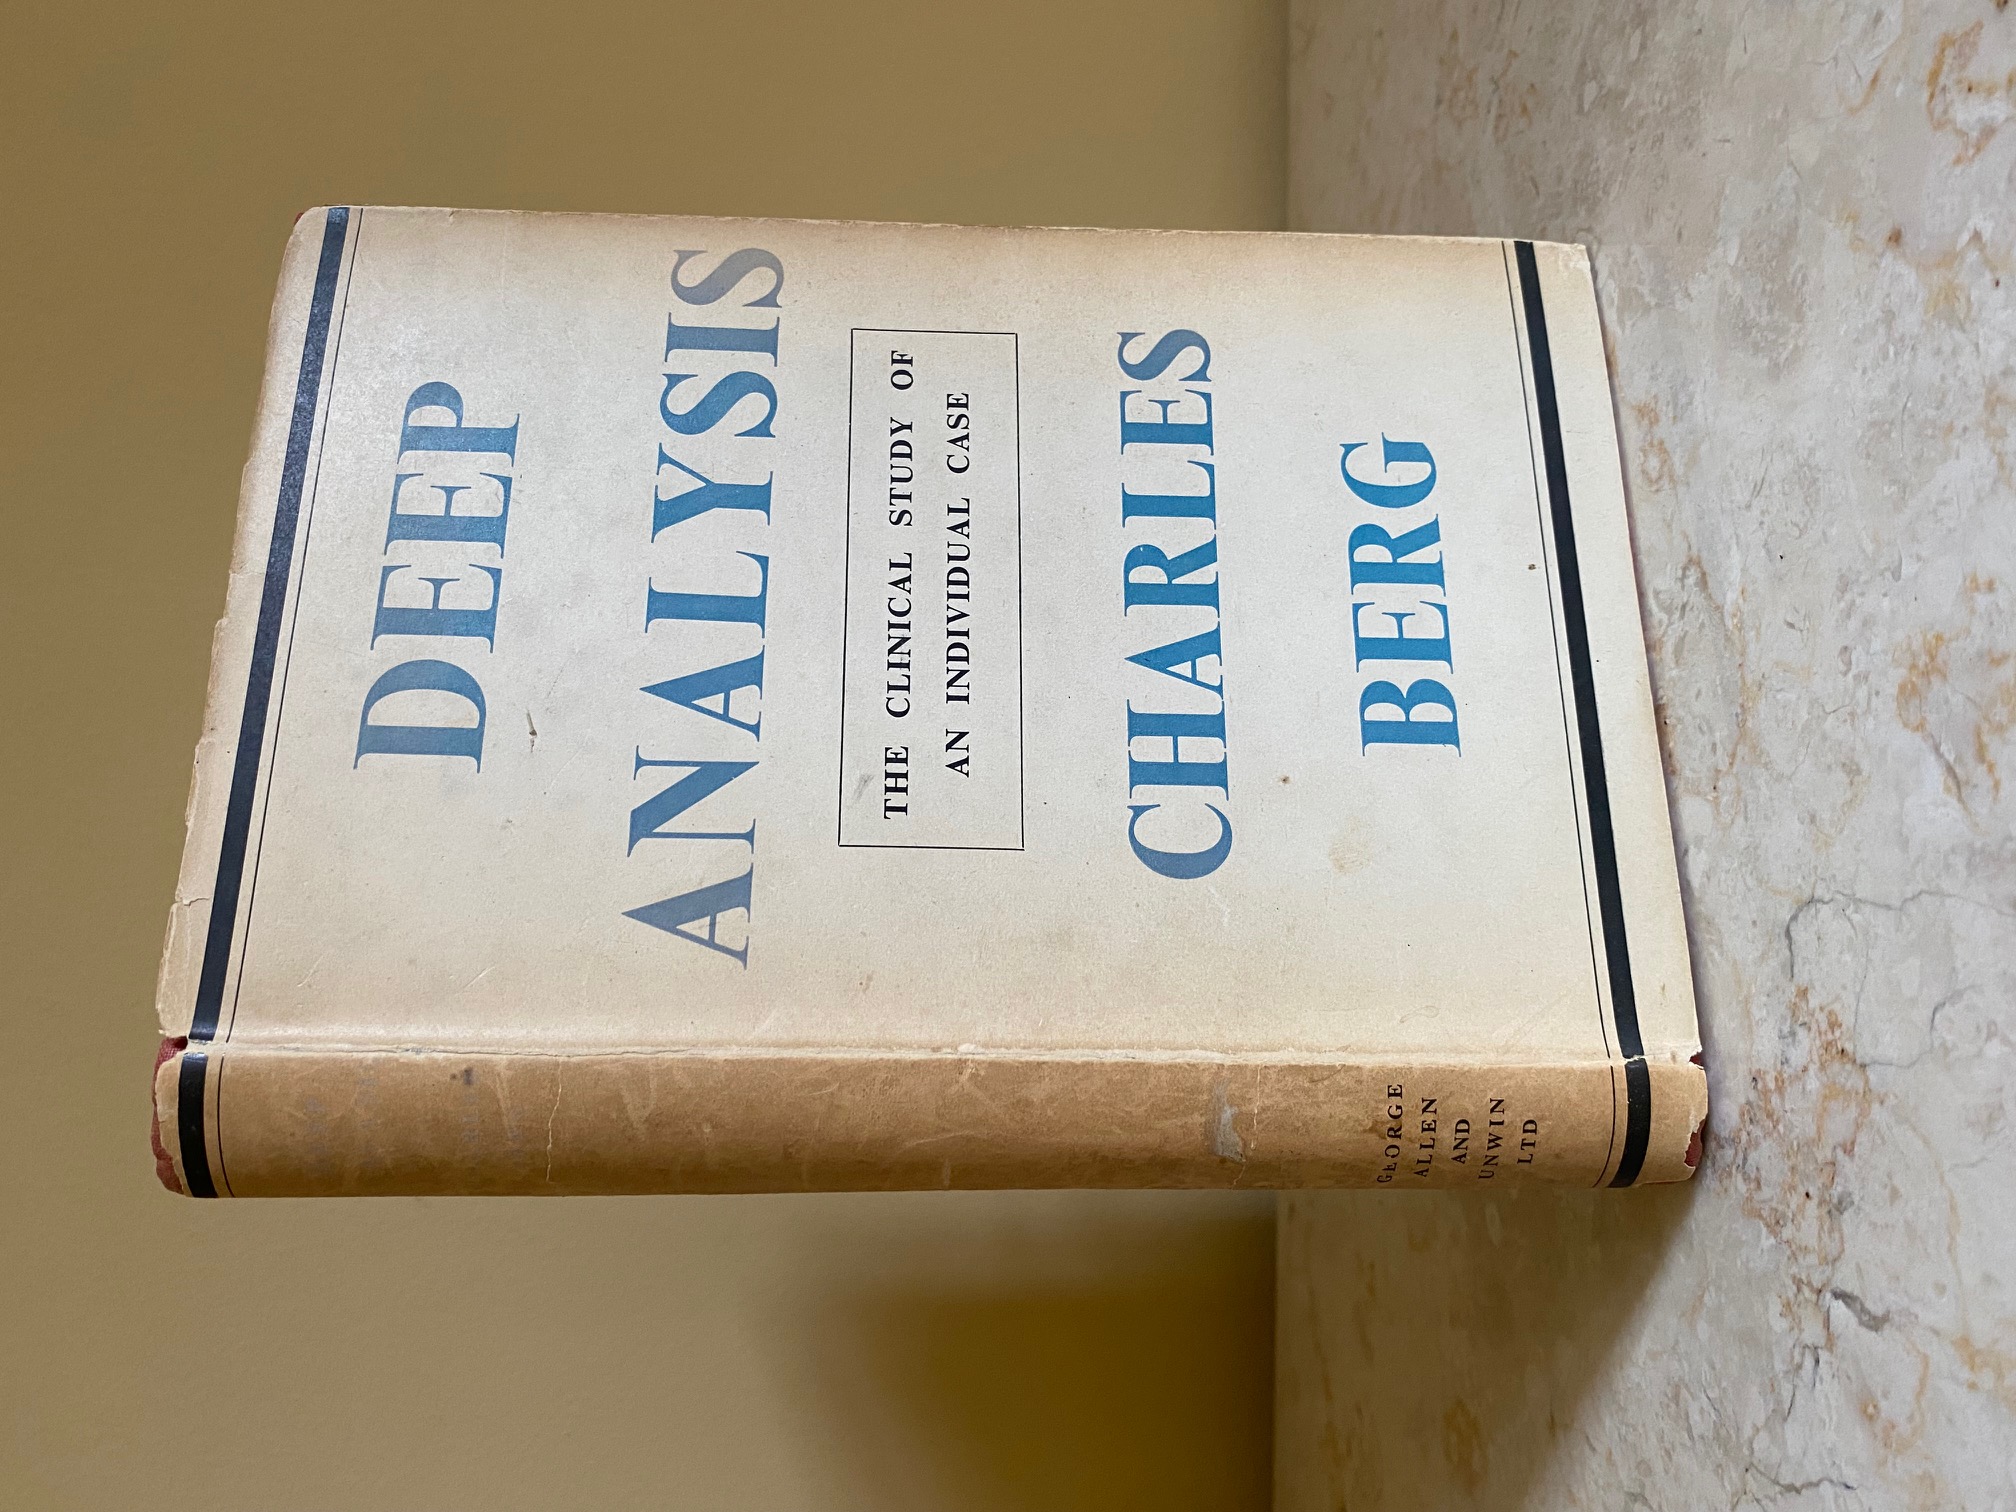 DEEP
ANALYSIS
THE CLINICAL STUDY OF
AN INDIVIDUAL CASE
CHARLES
BERG
GEORGE
ALLEN
AND
UNWIN
LTD